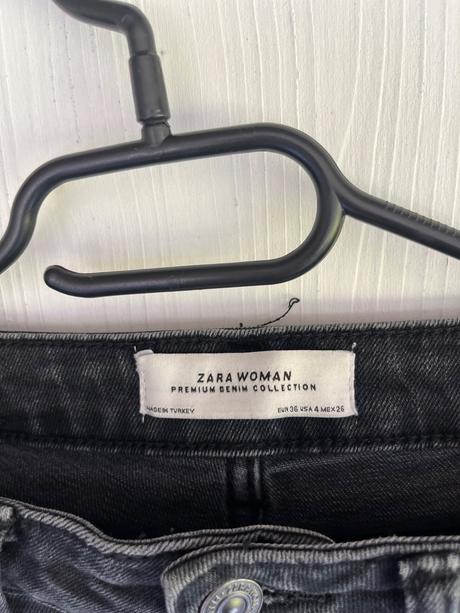 ZARA WOMAN
PREMIUM DENIM COLLECTION
MADE IN TURKEY EUR 36 USA 4 MEX 26